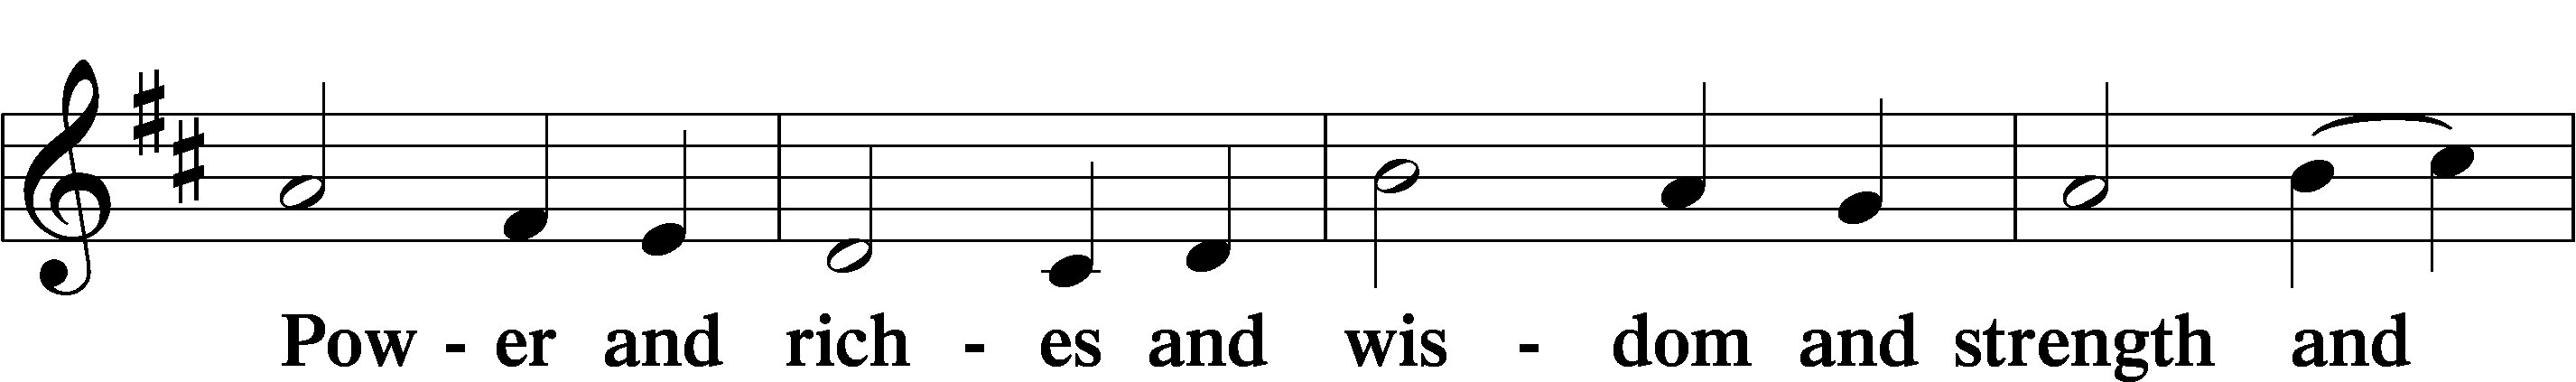 Pow - er and rich - es and wis - dom and strength and